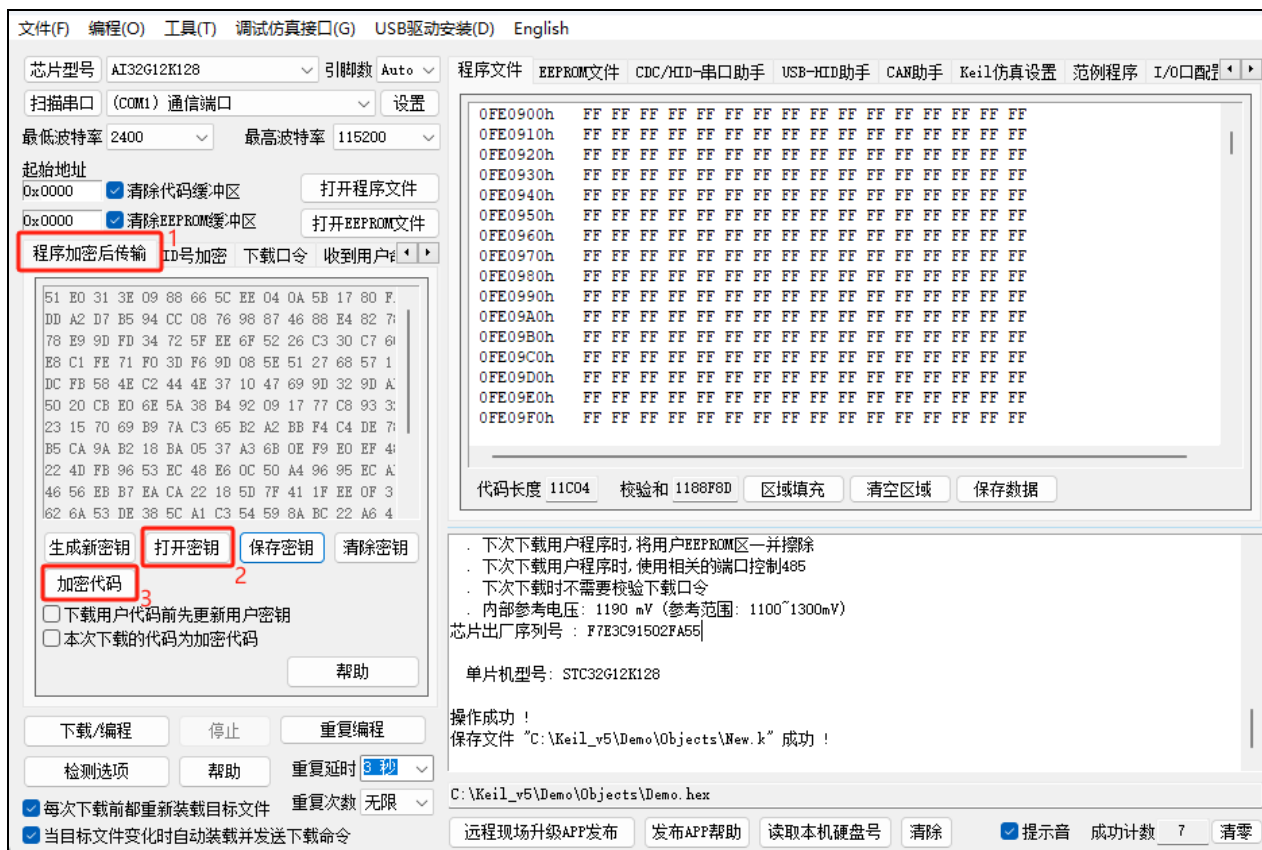 文件(F) 编程(O) 工具(T) 调试仿真接口(G) USB驱动安装(D) English
芯片型号 AI32G12K128 引脚数 Auto
扫描串口 (COM1) 通信端口 设置
最低波特率 2400 最高波特率 115200
起始地址
0x0000 清除代码缓冲区 打开程序文件
0x0000 清除EEPROM缓冲区 打开EEPROM文件
1
程序加密后传输 ID号加密 下载口令 收到用户
51 E0 31 3E 09 88 66 5C EE 04 0A 5B 17 80 F
DD A2 D7 B5 94 CC 08 76 98 87 46 88 E4 82 7
78 E9 9D FD 34 72 5F EE 6F 52 26 C3 30 C7 6
E8 C1 FE 71 F0 3D F6 9D 08 5E 51 27 68 57 1
DC FB 58 4E C2 44 4E 37 10 47 69 9D 32 9D A
50 20 CB E0 6E 5A 38 B4 92 09 17 77 C8 93 3
23 15 70 69 B9 7A C3 65 B2 A2 BB F4 C4 DE 7
B5 CA 9A B2 18 BA 05 37 A3 6B 0E F9 E0 EF 4
22 4D FB 96 53 EC 48 E6 0C 50 A4 96 95 EC A
46 56 EB B7 EA CA 22 18 5D 7F 41 1F EE 0F 3
62 6A 53 DE 38 5C A1 C3 54 59 8A BC 22 A6 4
生成新密钥 打开密钥 保存密钥 清除密钥
2
加密代码
3
下载用户代码前先更新用户密钥
本次下载的代码为加密代码
帮助
下载/编程 停止 重复编程
检测选项 帮助 重复延时 3 秒
每次下载前都重新装载目标文件 重复次数 无限
当目标文件变化时自动装载并发送下载命令
程序文件 EEPROM文件 CDC/HID-串口助手 USB-HID助手 CAN助手 Keil仿真设置 范例程序 I/O口配置
0FE0900h FF FF FF FF FF FF FF FF FF FF FF FF FF FF FF FF
0FE0910h FF FF FF FF FF FF FF FF FF FF FF FF FF FF FF FF
0FE0920h FF FF FF FF FF FF FF FF FF FF FF FF FF FF FF FF
0FE0930h FF FF FF FF FF FF FF FF FF FF FF FF FF FF FF FF
0FE0940h FF FF FF FF FF FF FF FF FF FF FF FF FF FF FF FF
0FE0950h FF FF FF FF FF FF FF FF FF FF FF FF FF FF FF FF
0FE0960h FF FF FF FF FF FF FF FF FF FF FF FF FF FF FF FF
0FE0970h FF FF FF FF FF FF FF FF FF FF FF FF FF FF FF FF
0FE0980h FF FF FF FF FF FF FF FF FF FF FF FF FF FF FF FF
0FE0990h FF FF FF FF FF FF FF FF FF FF FF FF FF FF FF FF
0FE09A0h FF FF FF FF FF FF FF FF FF FF FF FF FF FF FF FF
0FE09B0h FF FF FF FF FF FF FF FF FF FF FF FF FF FF FF FF
0FE09C0h FF FF FF FF FF FF FF FF FF FF FF FF FF FF FF FF
0FE09D0h FF FF FF FF FF FF FF FF FF FF FF FF FF FF FF FF
0FE09E0h FF FF FF FF FF FF FF FF FF FF FF FF FF FF FF FF
0FE09F0h FF FF FF FF FF FF FF FF FF FF FF FF FF FF FF FF
代码长度 11C04 校验和 1188F8D 区域填充 清空区域 保存数据
. 下次下载用户程序时,将用户EEPROM区一并擦除
. 下次下载用户程序时,使用相关的端口控制485
. 下次下载时不需要校验下载口令
. 内部参考电压: 1190 mV (参考范围: 1100~1300mV)
芯片出厂序列号 : F7E3C91502FA55
单片机型号: STC32G12K128
操作成功 !
保存文件 "C:\Keil_v5\Demo\Objects\New.k" 成功 !
C:\Keil_v5\Demo\Objects\Demo.hex
远程现场升级APP发布 发布APP帮助 读取本机硬盘号 清除 提示音 成功计数 7 清零